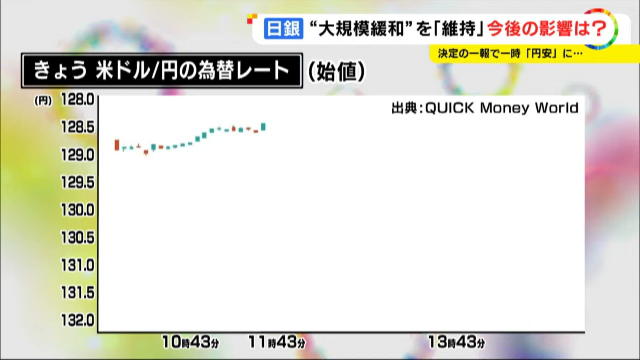 日銀 “大規模緩和”を「維持」今後の影響は?
決定の一報で一時「円安」に…
きょう 米ドル/円の為替レート (始値)
(円)
出典:QUICK Money World
128.0
128.5
129.0
129.5
130.0
130.5
131.0
131.5
132.0
10時43分 11時43分 13時43分